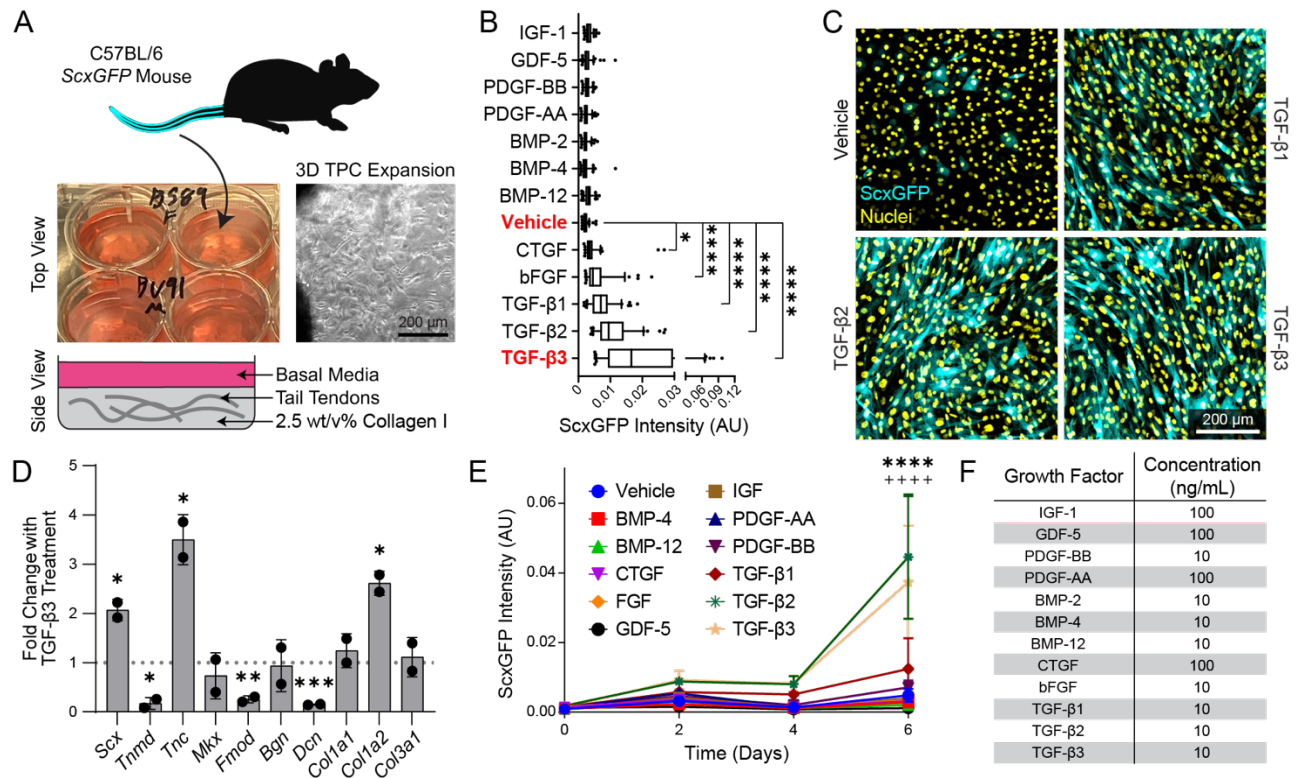 A
C57BL/6
ScxGFP Mouse
3D TPC Expansion
Top View
200 µm
Side View
Basal Media
Tail Tendons
2.5 wt/v% Collagen I
B
IGF-1
GDF-5
PDGF-BB
PDGF-AA
BMP-2
BMP-4
BMP-12
Vehicle
CTGF
bFGF
TGF-β1
TGF-β2
TGF-β3
*
****
****
****
****
0
0.01
0.02
0.03
0.06
0.09
0.12
ScxGFP Intensity (AU)
C
Vehicle
ScxGFP
Nuclei
TGF-β1
TGF-β2
TGF-β3
200 µm
D
Fold Change with
TGF-β3 Treatment
5
4
3
2
1
0
*
*
*
**
***
*
Scx
Tnmd
Tnc
Mkx
Fmod
Bgn
Dcn
Col1a1
Col1a2
Col3a1
E
ScxGFP Intensity (AU)
0.06
0.04
0.02
0.00
Vehicle
BMP-4
BMP-12
CTGF
FGF
GDF-5
IGF
PDGF-AA
PDGF-BB
TGF-β1
TGF-β2
TGF-β3
****
++++
0 2 4 6
Time (Days)
F
Growth Factor Concentration
(ng/mL)
IGF-1 100
GDF-5 100
PDGF-BB 10
PDGF-AA 100
BMP-2 10
BMP-4 10
BMP-12 10
CTGF 100
bFGF 10
TGF-β1 10
TGF-β2 10
TGF-β3 10